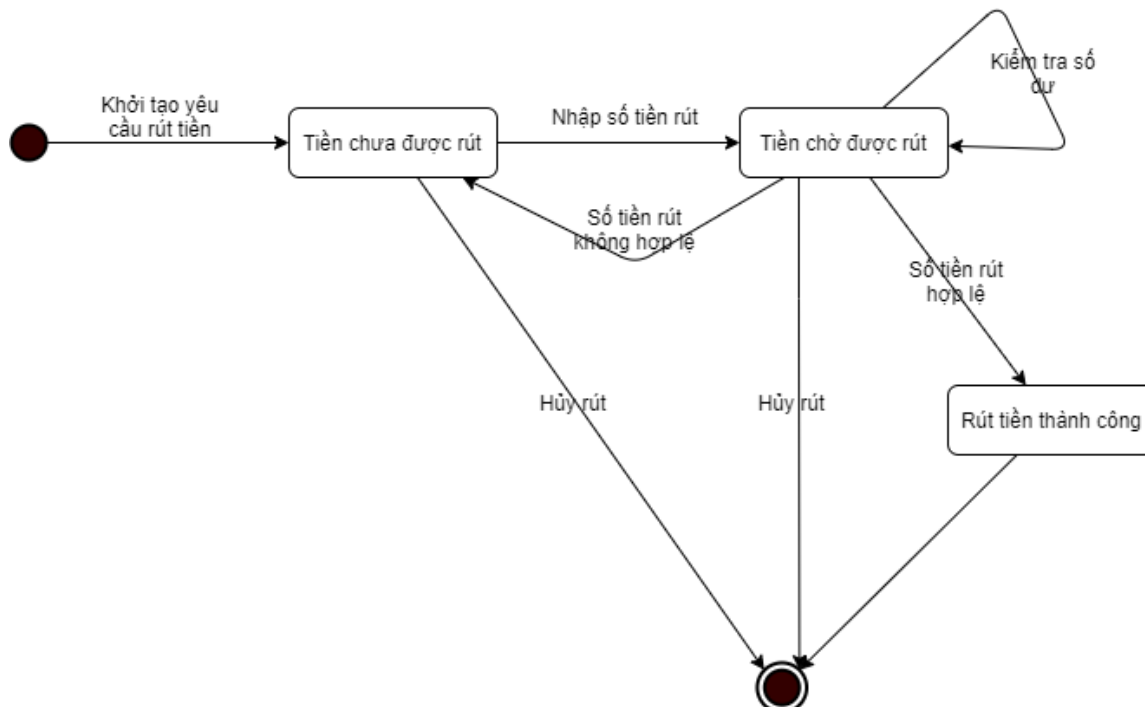 Kiểm tra số
dư
Khởi tạo yêu
cầu rút tiền
Nhập số tiền rút
Tiền chưa được rút
Tiền chờ được rút
Số tiền rút
không hợp lệ
Số tiền rút
hợp lệ
Hủy rút
Hủy rút
Rút tiền thành công